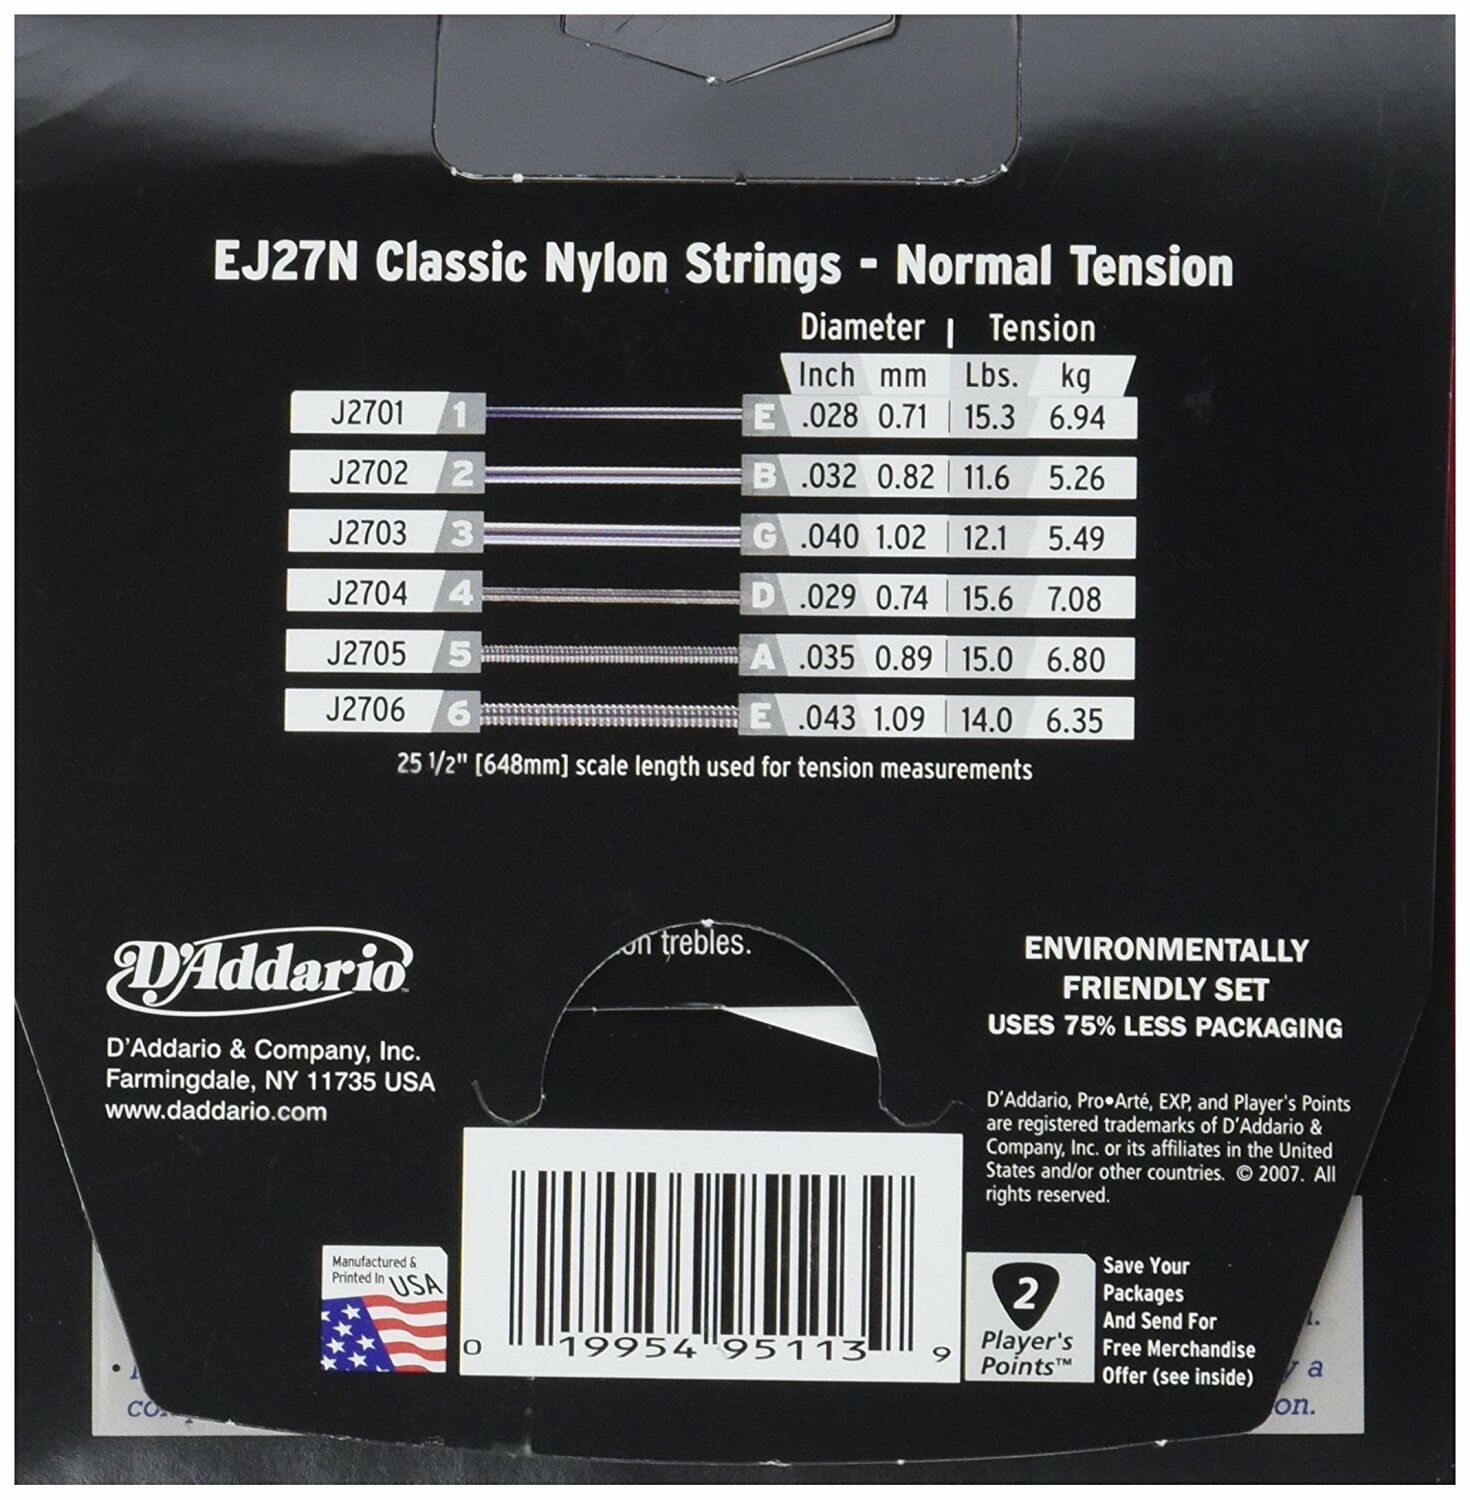 EJ27N Classic Nylon Strings - Normal Tension
Diameter | Tension
Inch mm Lbs. kg
J2701 1 E .028 0.71 15.3 6.94
J2702 2 B .032 0.82 11.6 5.26
J2703 3 G .040 1.02 12.1 5.49
J2704 4 D .029 0.74 15.6 7.08
J2705 5 A .035 0.89 15.0 6.80
J2706 6 E .043 1.09 14.0 6.35
25 1/2" [648mm] scale length used for tension measurements
trebles.
D'Addario
D'Addario & Company, Inc.
Farmingdale, NY 11735 USA
www.daddario.com
ENVIRONMENTALLY
FRIENDLY SET
USES 75% LESS PACKAGING
D'Addario, Pro•Arté, EXP, and Player's Points
are registered trademarks of D'Addario &
Company, Inc. or its affiliates in the United
States and/or other countries. © 2007. All
rights reserved.
Manufactured &
Printed In USA
0 19954 95113 9
2
Player's
Points™
Save Your
Packages
And Send For
Free Merchandise
Offer (see inside)
a
on.